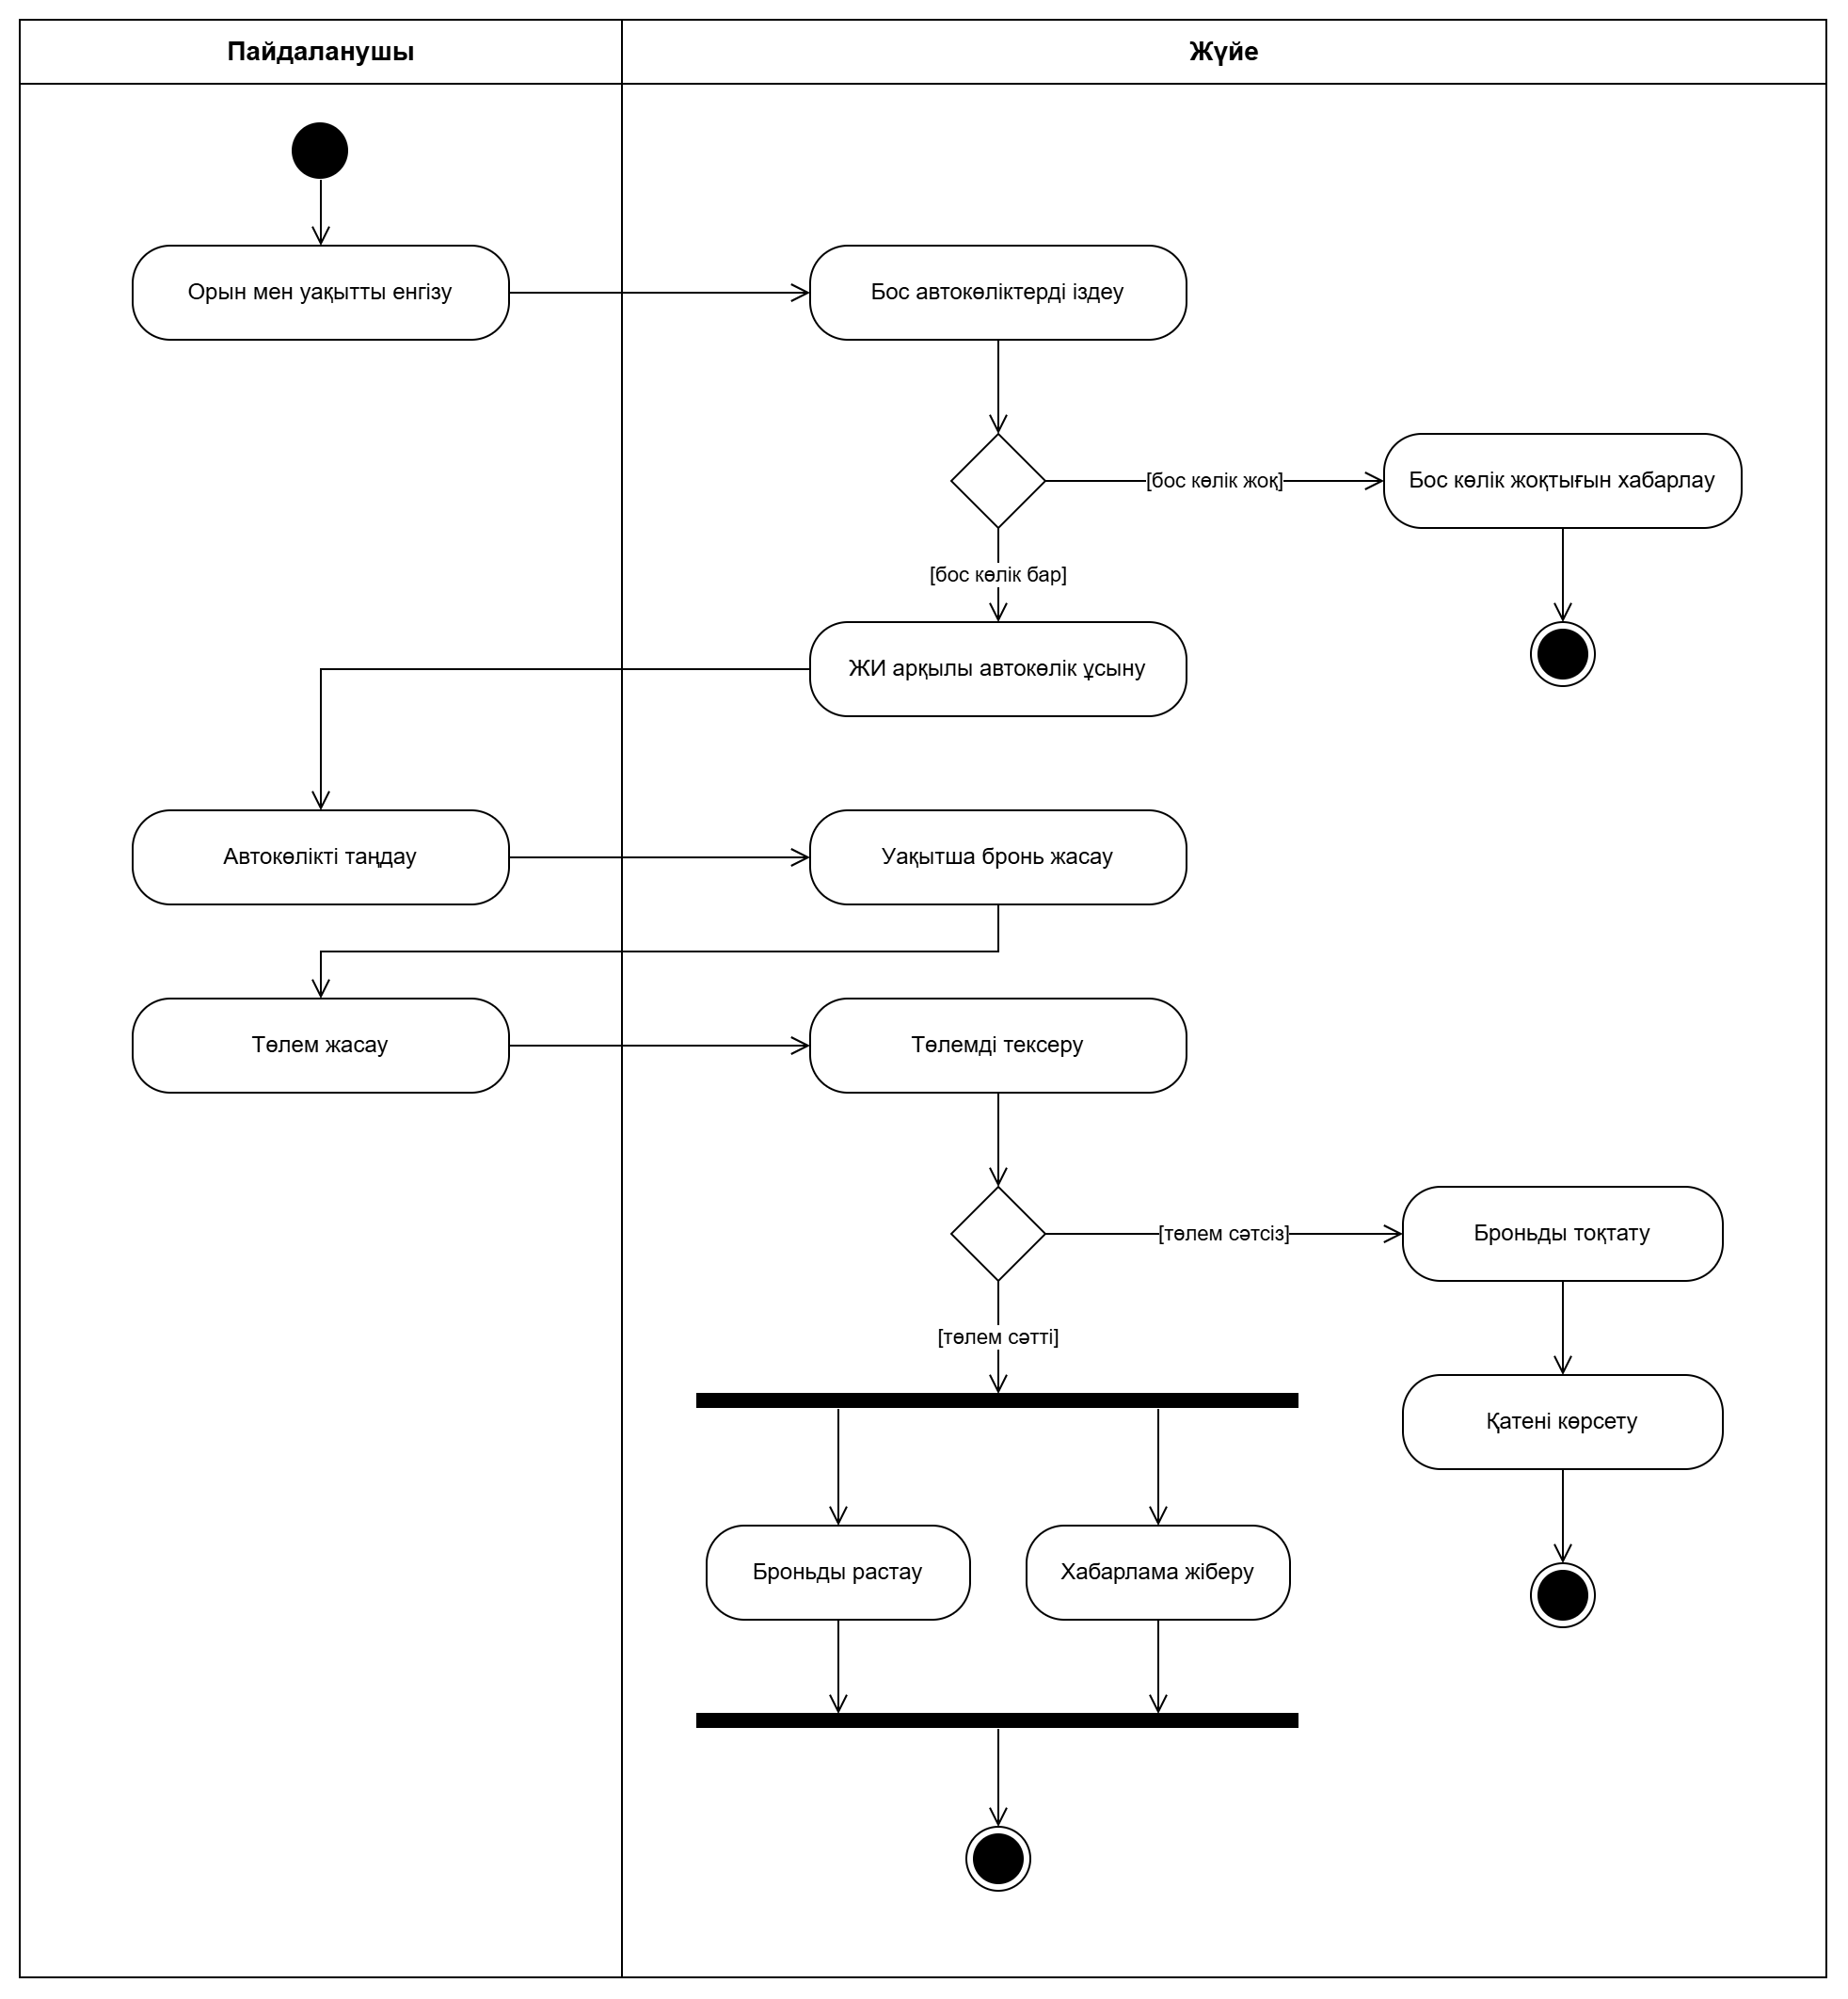 Пайдаланушы
Жүйе
Орын мен уақытты енгізу
Бос автокөліктерді іздеу
[бос көлік жоқ]
Бос көлік жоқтығын хабарлау
[бос көлік бар]
ЖИ арқылы автокөлік ұсыну
Автокөлікті таңдау
Уақытша бронь жасау
Төлем жасау
Төлемді тексеру
[төлем сәтсіз]
Броньды тоқтату
[төлем сәтті]
Қатені көрсету
Броньды растау
Хабарлама жіберу